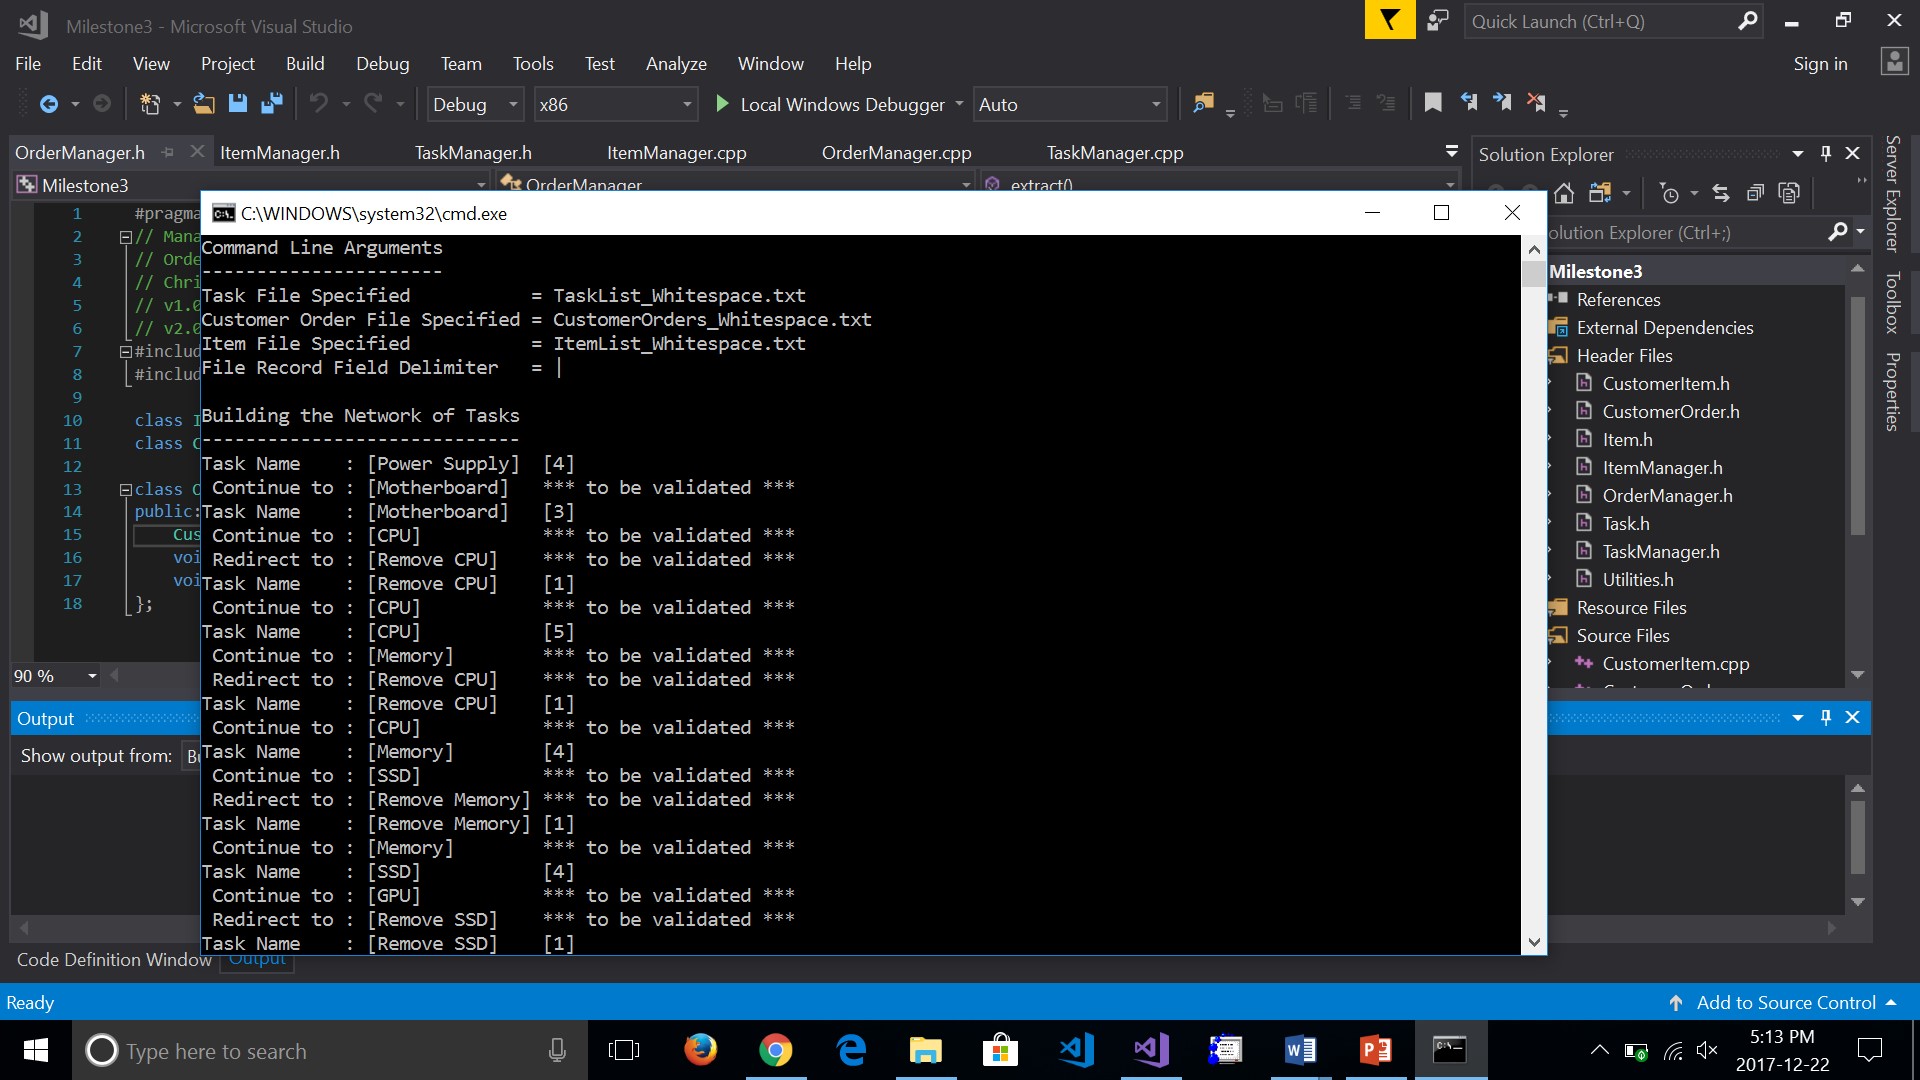 Milestone3 - Microsoft Visual Studio
Quick Launch (Ctrl+Q)
File Edit View Project Build Debug Team Tools Test Analyze Window Help
Sign in
Debug x86 Local Windows Debugger Auto
OrderManager.h ItemManager.h TaskManager.h ItemManager.cpp OrderManager.cpp TaskManager.cpp
Milestone3 OrderManager extract()
1 #pragma
2 // Mana
3 // Orde
4 // Chri
5 // v1.0
6 // v2.0
7 #includ
8 #includ
9
10 class I
11 class C
12
13 class O
14 public:
15 Cus
16 voi
17 voi
18 };
90 %
Output
Show output from: Bu
Code Definition Window Output
C:\WINDOWS\system32\cmd.exe
Command Line Arguments
----------------------
Task File Specified           = TaskList_Whitespace.txt
Customer Order File Specified = CustomerOrders_Whitespace.txt
Item File Specified           = ItemList_Whitespace.txt
File Record Field Delimiter   = |
Building the Network of Tasks
-----------------------------
Task Name    : [Power Supply]  [4]
 Continue to : [Motherboard]   *** to be validated ***
Task Name    : [Motherboard]   [3]
 Continue to : [CPU]           *** to be validated ***
 Redirect to : [Remove CPU]    *** to be validated ***
Task Name    : [Remove CPU]    [1]
 Continue to : [CPU]           *** to be validated ***
Task Name    : [CPU]           [5]
 Continue to : [Memory]        *** to be validated ***
 Redirect to : [Remove CPU]    *** to be validated ***
Task Name    : [Remove CPU]    [1]
 Continue to : [CPU]           *** to be validated ***
Task Name    : [Memory]        [4]
 Continue to : [SSD]           *** to be validated ***
 Redirect to : [Remove Memory] *** to be validated ***
Task Name    : [Remove Memory] [1]
 Continue to : [Memory]        *** to be validated ***
Task Name    : [SSD]           [4]
 Continue to : [GPU]           *** to be validated ***
 Redirect to : [Remove SSD]    *** to be validated ***
Task Name    : [Remove SSD]    [1]
Solution Explorer
olution Explorer (Ctrl+;)
Milestone3
References
External Dependencies
Header Files
CustomerItem.h
CustomerOrder.h
Item.h
ItemManager.h
OrderManager.h
Task.h
TaskManager.h
Utilities.h
Resource Files
Source Files
CustomerItem.cpp
Server Explorer
Toolbox
Properties
Ready
Add to Source Control
Type here to search
5:13 PM
2017-12-22